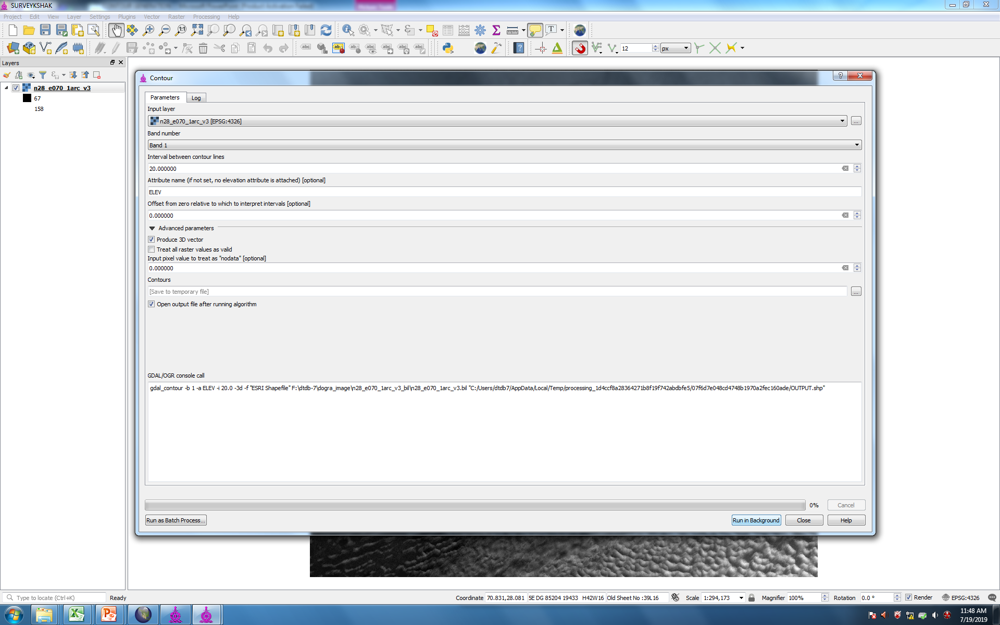 SURVEYKSHAK
Project Edit View Layer Settings Plugins Vector Raster Processing Help
12 px
Layers
n28_e070_1arc_v3
67
158
Contour
Parameters Log
Input layer
n28_e070_1arc_v3 [EPSG:4326]
Band number
Band 1
Interval between contour lines
20.000000
Attribute name (if not set, no elevation attribute is attached) [optional]
ELEV
Offset from zero relative to which to interpret intervals [optional]
0.000000
Advanced parameters
Produce 3D vector
Treat all raster values as valid
Input pixel value to treat as "nodata" [optional]
0.000000
Contours
[Save to temporary file]
Open output file after running algorithm
GDAL/OGR console call
gdal_contour -b 1 -a ELEV -i 20.0 -3d -f "ESRI Shapefile" F:\dtdb-7\dogra_image\n28_e070_1arc_v3_bil\n28_e070_1arc_v3.bil "C:/Users/dtdb7/AppData/Local/Temp/processing_1d4ccf8a28364271b8f19f742abdbfe5/07f6d7e048cd4748b1970a2fec160ade/OUTPUT.shp"
0% Cancel
Run as Batch Process... Run in Background Close Help
Type to locate (Ctrl+K) Ready Coordinate 70.831,28.081 5E DG 85204 19433 H42W16 Old Sheet No :39L16 Scale 1:294,173 Magnifier 100% Rotation 0.0 ° Render EPSG:4326
11:48 AM
7/19/2019